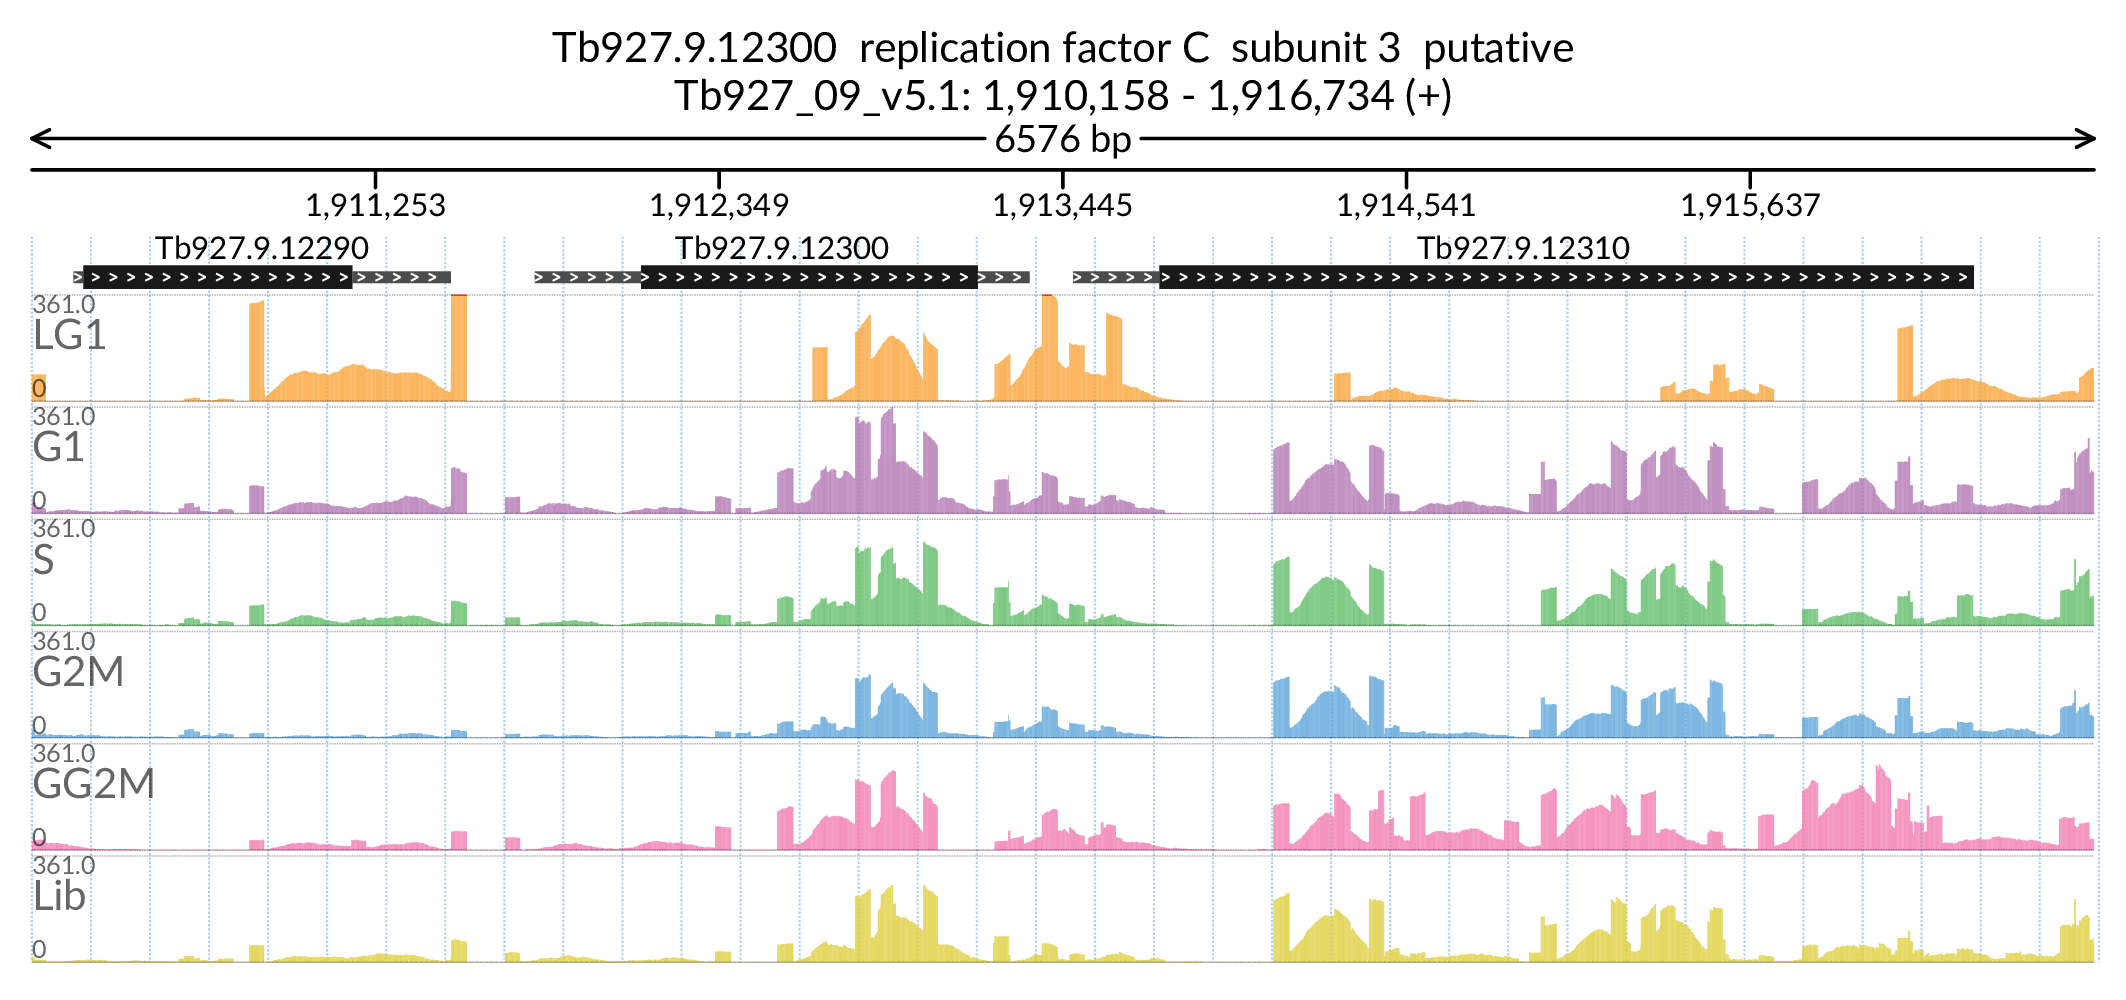 Tb927.9.12300 replication factor C subunit 3 putative
Tb927_09_v5.1: 1,910,158 - 1,916,734 (+)
6576 bp
1,911,253 1,912,349 1,913,445 1,914,541 1,915,637
Tb927.9.12290 Tb927.9.12300 Tb927.9.12310
361.0
LG1
0
361.0
G1
0
361.0
S
0
361.0
G2M
0
361.0
GG2M
0
361.0
Lib
0